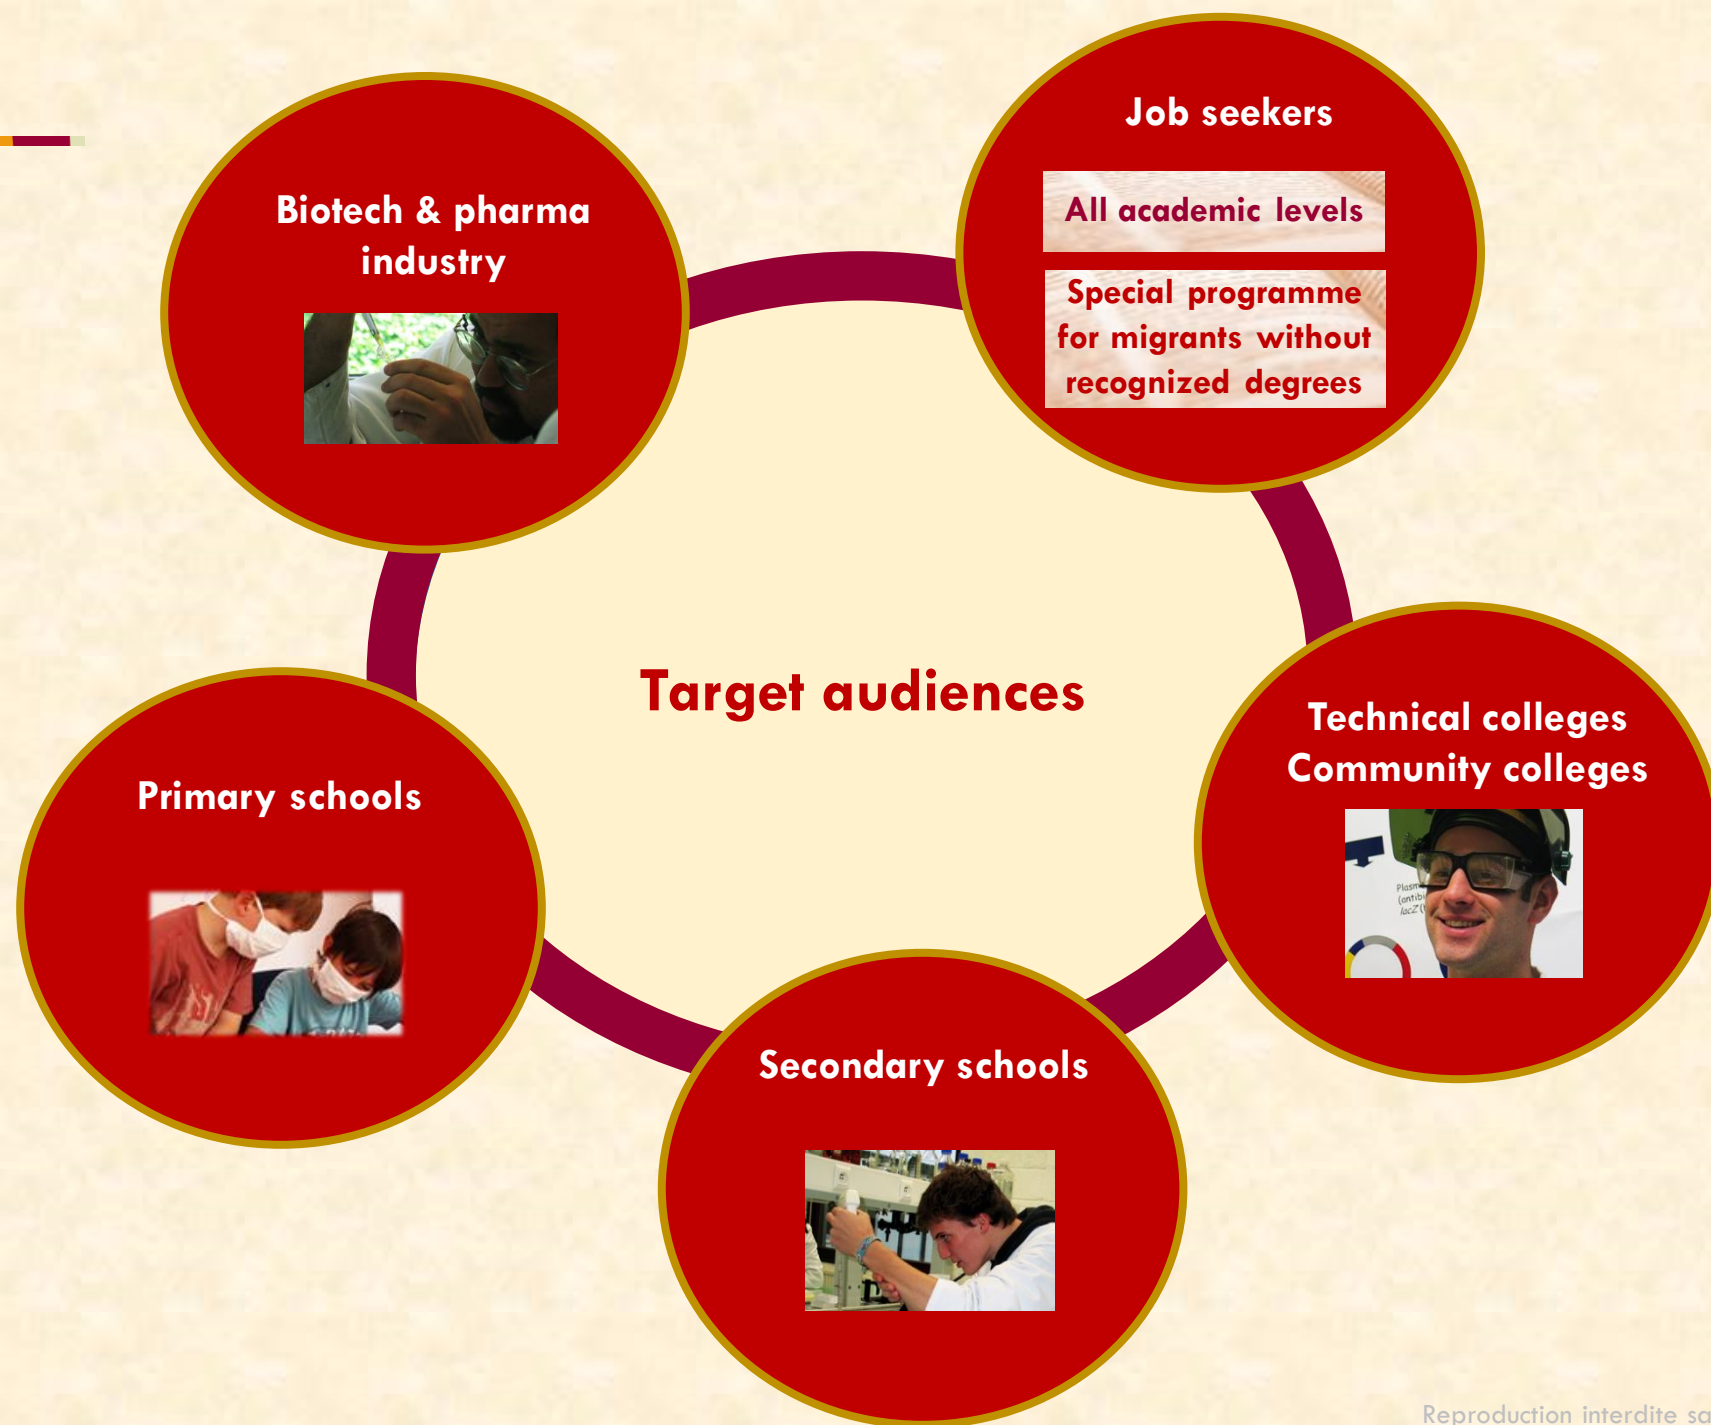 Job seekers
All academic levels
Special programme
for migrants without
recognized degrees
Biotech & pharma
industry
Target audiences
Technical colleges
Community colleges
lacZ
Primary schools
Secondary schools
Reproduction interdite